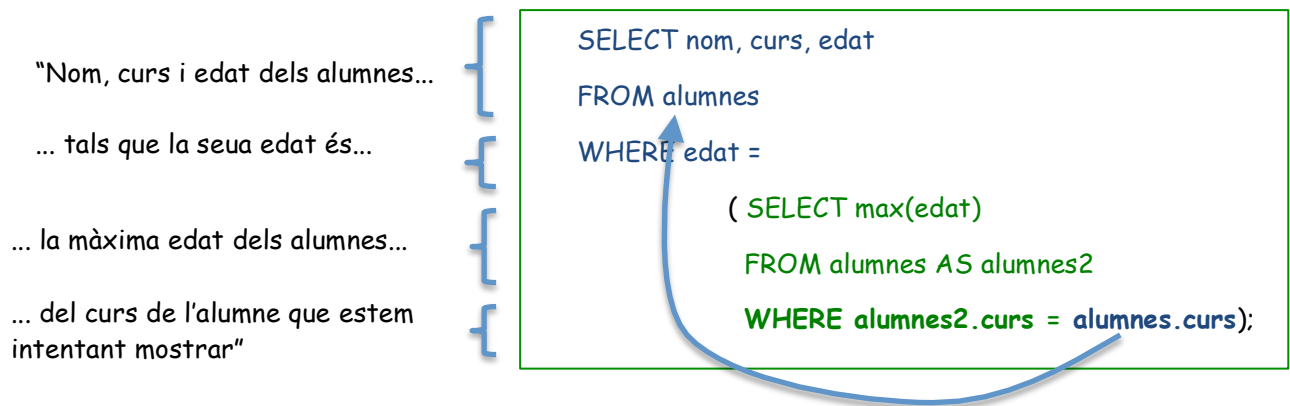 “Nom, curs i edat dels alumnes...
... tals que la seua edat és...
... la màxima edat dels alumnes...
... del curs de l’alumne que estem
intentant mostrar”
SELECT nom, curs, edat
FROM alumnes
WHERE edat =
( SELECT max(edat)
FROM alumnes AS alumnes2
WHERE alumnes2.curs = alumnes.curs);